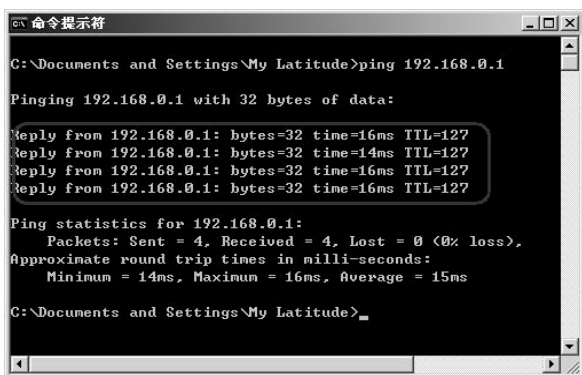 命令提示符
C:\Documents and Settings\My Latitude>ping 192.168.0.1
Pinging 192.168.0.1 with 32 bytes of data:
Reply from 192.168.0.1: bytes=32 time=16ms TTL=127
Reply from 192.168.0.1: bytes=32 time=14ms TTL=127
Reply from 192.168.0.1: bytes=32 time=16ms TTL=127
Reply from 192.168.0.1: bytes=32 time=16ms TTL=127
Ping statistics for 192.168.0.1:
Packets: Sent = 4, Received = 4, Lost = 0 (0% loss),
Approximate round trip times in milli-seconds:
Minimum = 14ms, Maximum = 16ms, Average = 15ms
C:\Documents and Settings\My Latitude>_